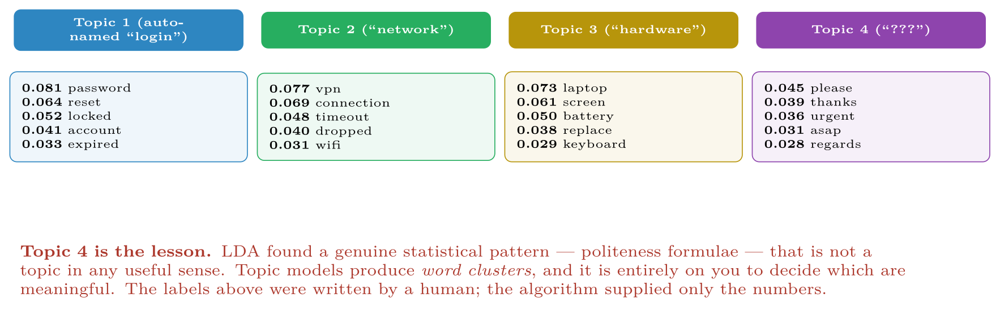 Topic 1 (auto-
named “login”)
0.081 password
0.064 reset
0.052 locked
0.041 account
0.033 expired
Topic 2 (“network”)
0.077 vpn
0.069 connection
0.048 timeout
0.040 dropped
0.031 wifi
Topic 3 (“hardware”)
0.073 laptop
0.061 screen
0.050 battery
0.038 replace
0.029 keyboard
Topic 4 (“???”)
0.045 please
0.039 thanks
0.036 urgent
0.031 asap
0.028 regards
Topic 4 is the lesson. LDA found a genuine statistical pattern — politeness formulae — that is not a
topic in any useful sense. Topic models produce word clusters, and it is entirely on you to decide which are
meaningful. The labels above were written by a human; the algorithm supplied only the numbers.